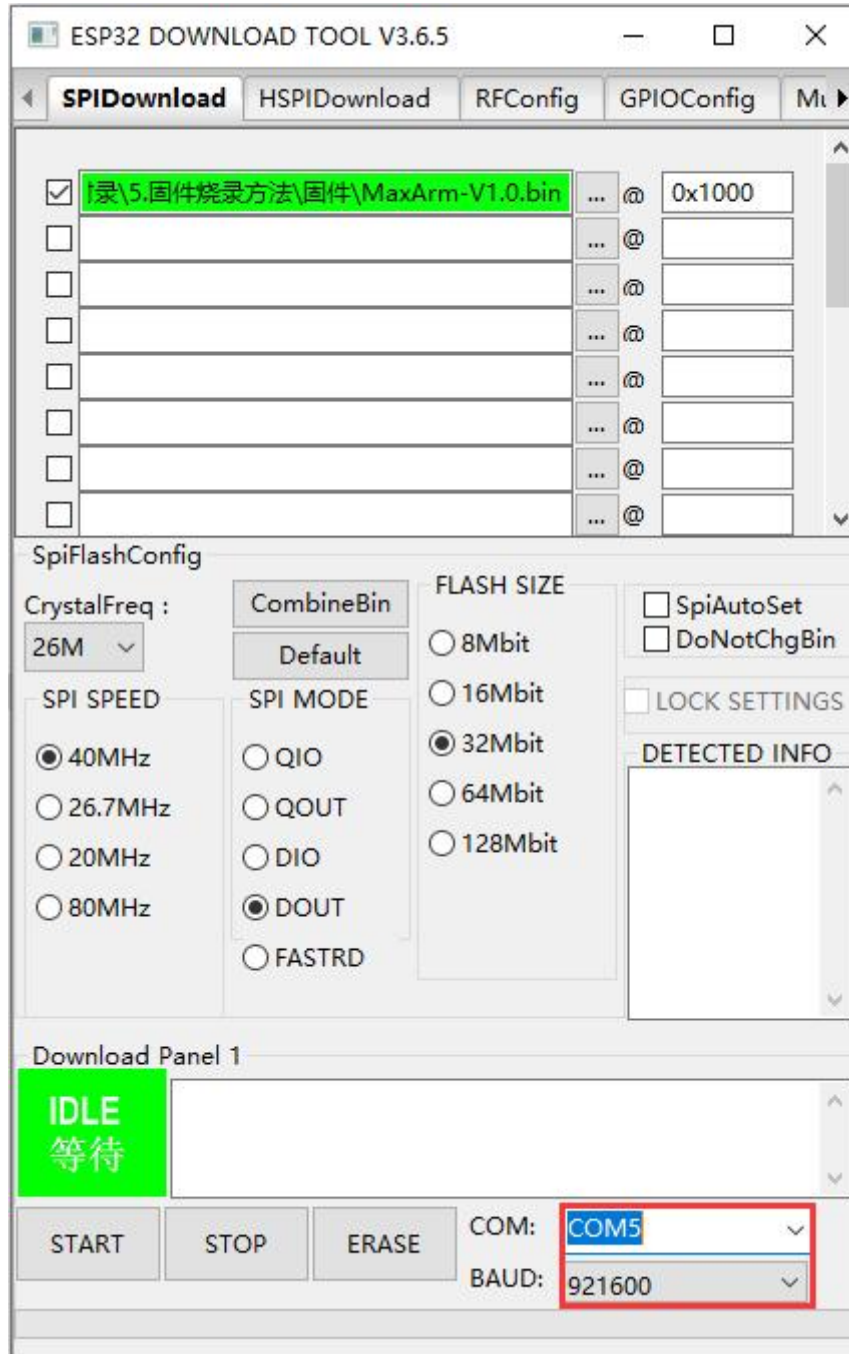 ESP32 DOWNLOAD TOOL V3.6.5
SPIDownload HSPIDownload RFConfig GPIOConfig
录\5.固件烧录方法\固件\MaxArm-V1.0.bin ... @ 0x1000
... @
... @
... @
... @
... @
... @
... @
SpiFlashConfig
CrystalFreq :
26M
CombineBin
Default
SPI SPEED
40MHz
26.7MHz
20MHz
80MHz
SPI MODE
QIO
QOUT
DIO
DOUT
FASTRD
FLASH SIZE
8Mbit
16Mbit
32Mbit
64Mbit
128Mbit
SpiAutoSet
DoNotChgBin
LOCK SETTINGS
DETECTED INFO
Download Panel 1
IDLE
等待
START STOP ERASE
COM: COM5
BAUD: 921600